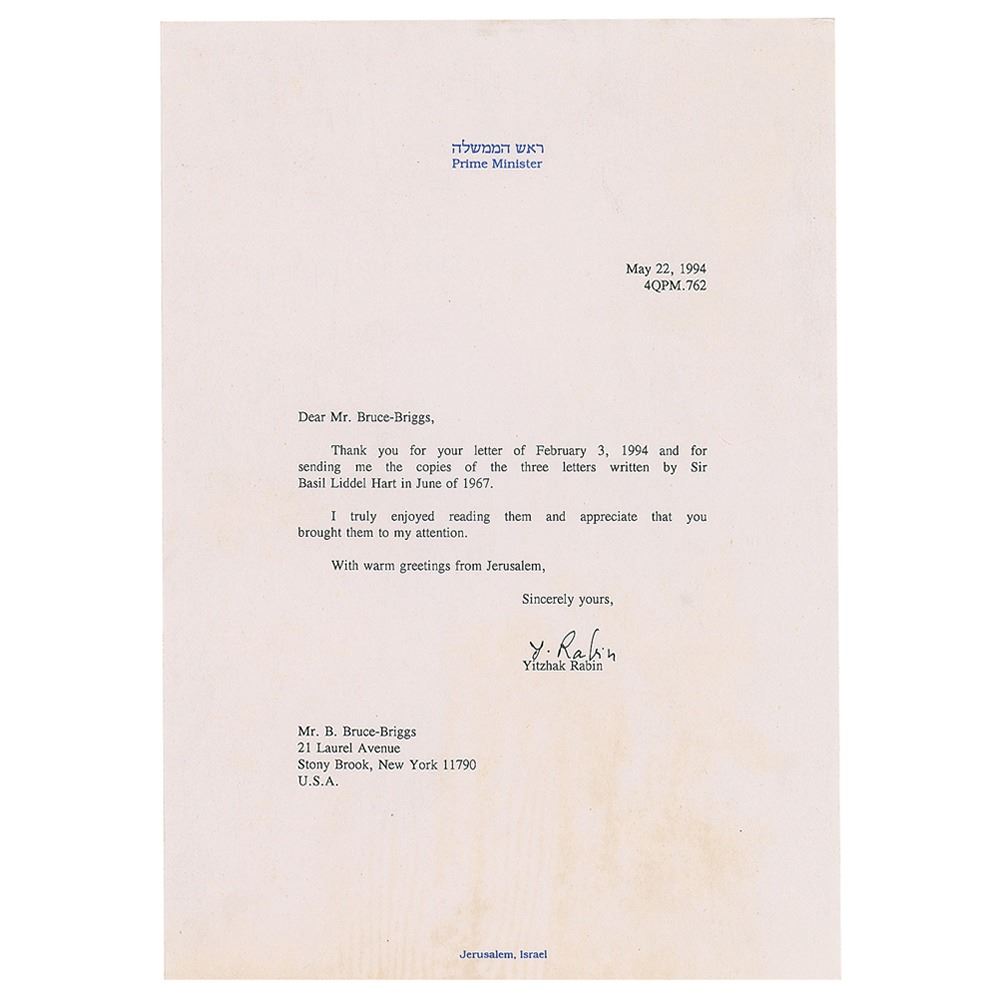 ראש הממשלה
Prime Minister
May 22, 1994
4QPM.762
Dear Mr. Bruce-Briggs,
Thank you for your letter of February 3, 1994 and for
sending me the copies of the three letters written by Sir
Basil Liddel Hart in June of 1967.
I truly enjoyed reading them and appreciate that you
brought them to my attention.
With warm greetings from Jerusalem,
Sincerely yours,
Y. Rabin
Yitzhak Rabin
Mr. B. Bruce-Briggs
21 Laurel Avenue
Stony Brook, New York 11790
U.S.A.
Jerusalem, Israel